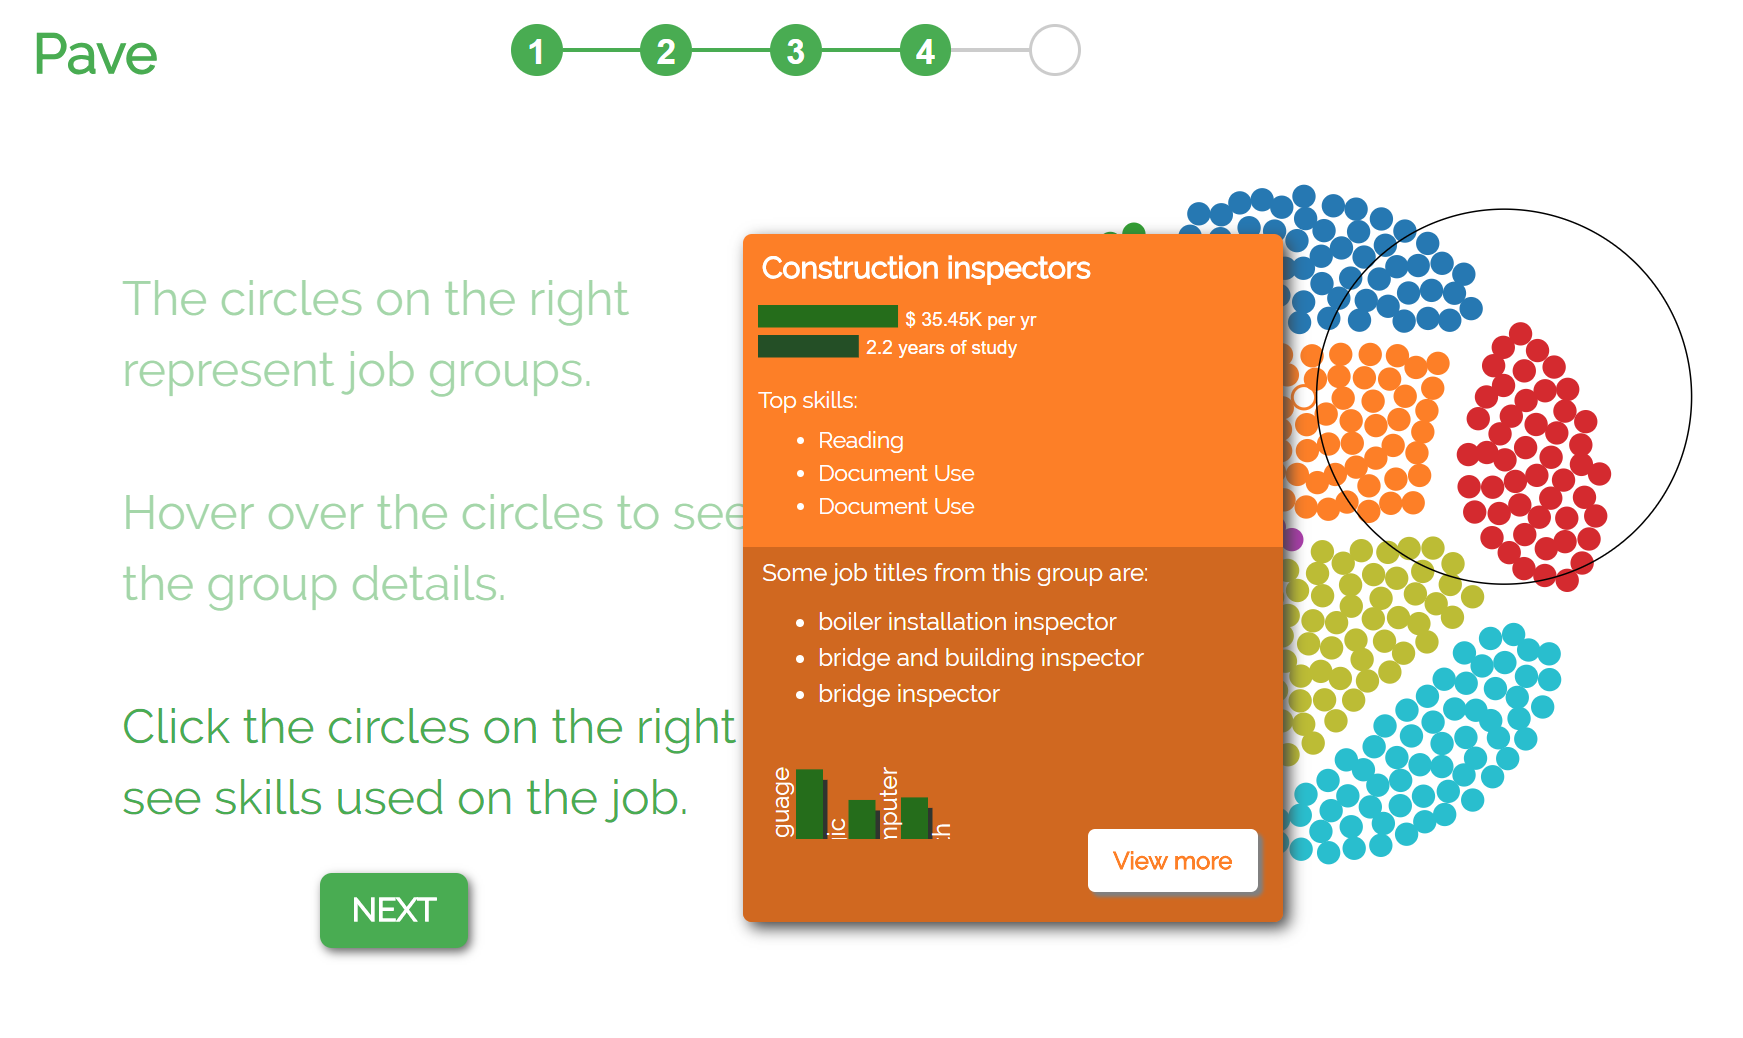 Pave
1 2 3 4
The circles on the right
represent job groups.
Hover over the circles to see
the group details.
Click the circles on the right
see skills used on the job.
NEXT
Construction inspectors
$ 35.45K per yr
2.2 years of study
Top skills:
• Reading
• Document Use
• Document Use
Some job titles from this group are:
• boiler installation inspector
• bridge and building inspector
• bridge inspector
guage
nputer
View more